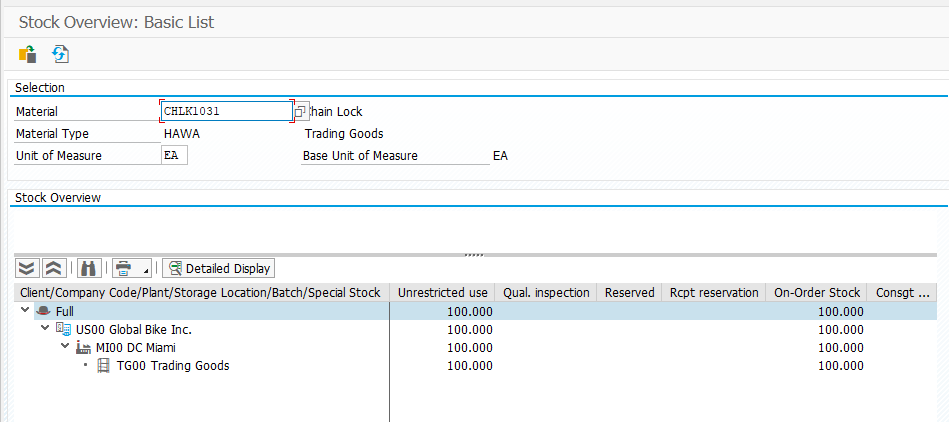 Stock Overview: Basic List
Selection
Material CHLK1031 Chain Lock
Material Type HAWA Trading Goods
Unit of Measure EA Base Unit of Measure EA
Stock Overview
Detailed Display
Client/Company Code/Plant/Storage Location/Batch/Special Stock Unrestricted use Qual. inspection Reserved Rcpt reservation On-Order Stock Consgt ...
Full 100.000 100.000
US00 Global Bike Inc. 100.000 100.000
MI00 DC Miami 100.000 100.000
TG00 Trading Goods 100.000 100.000